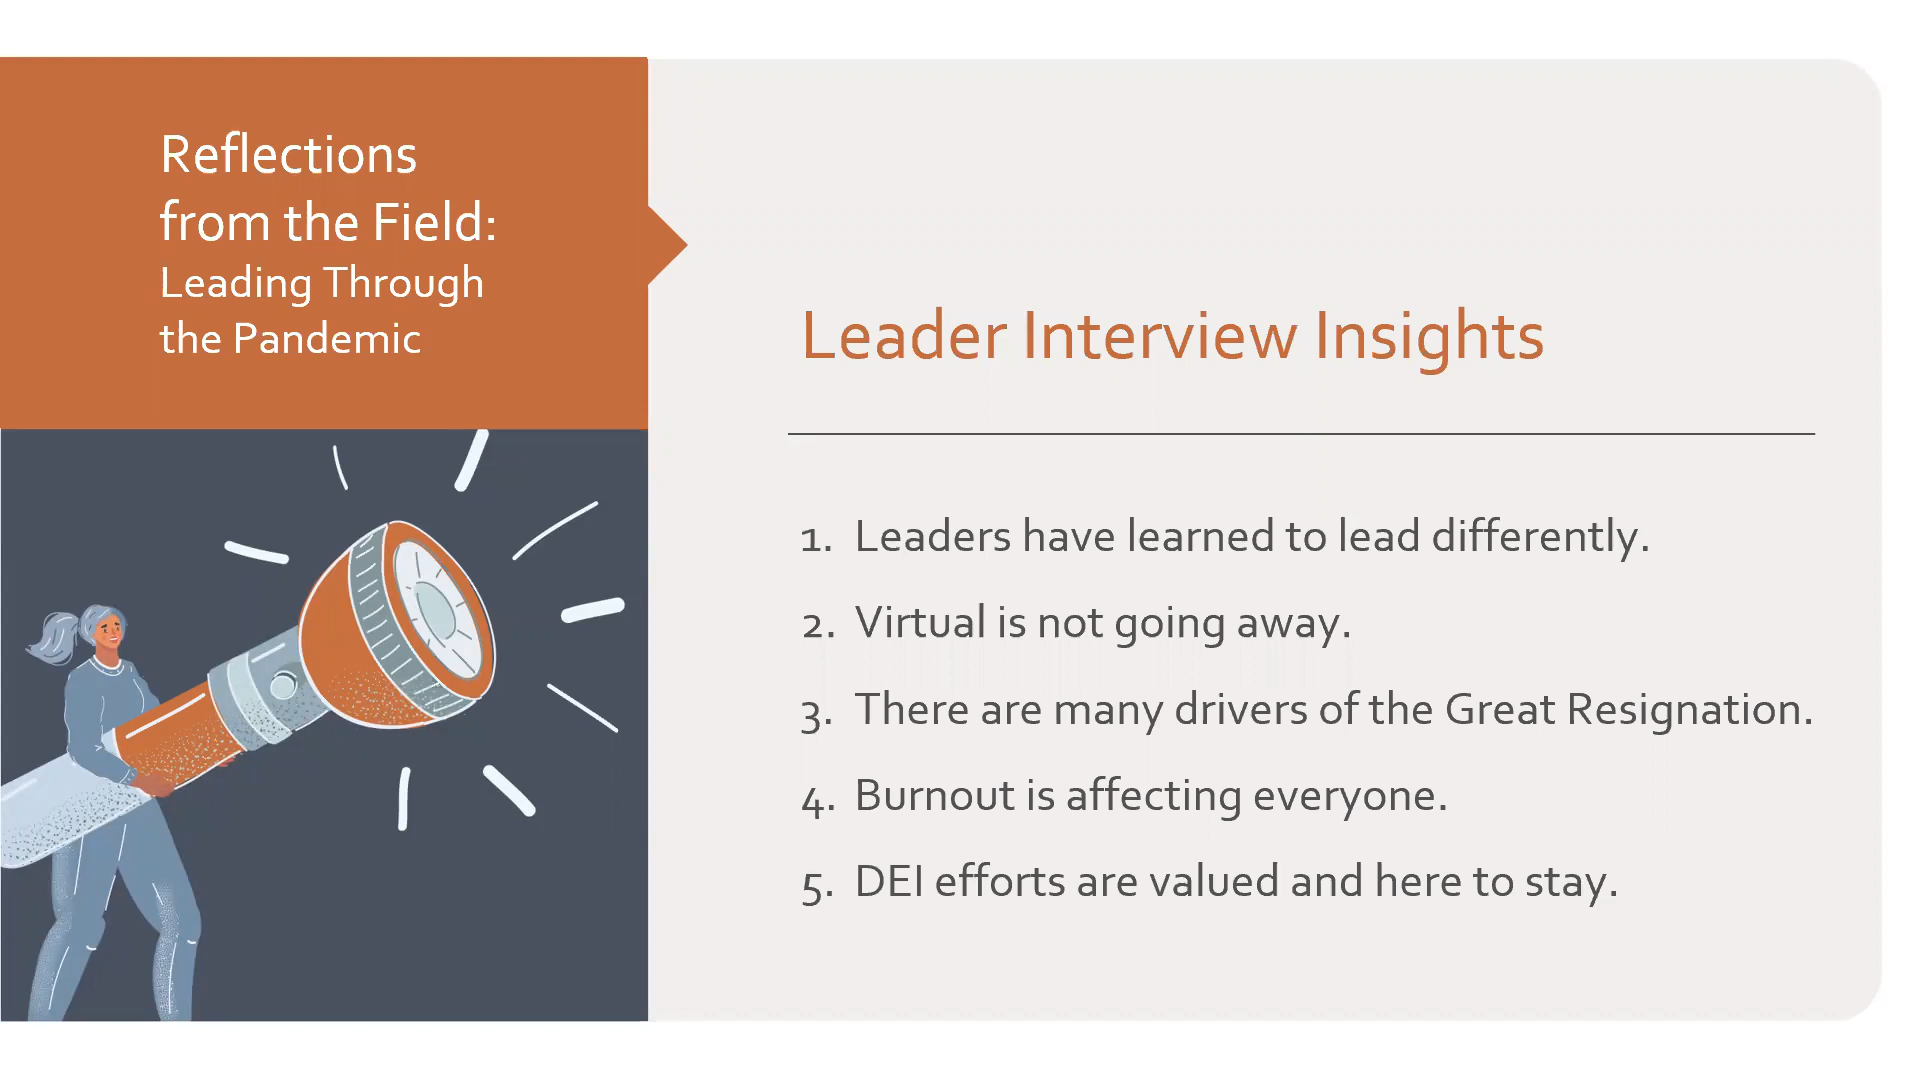 Reflections
from the Field:
Leading Through
the Pandemic
Leader Interview Insights
1. Leaders have learned to lead differently.
2. Virtual is not going away.
3. There are many drivers of the Great Resignation.
4. Burnout is affecting everyone.
5. DEI efforts are valued and here to stay.